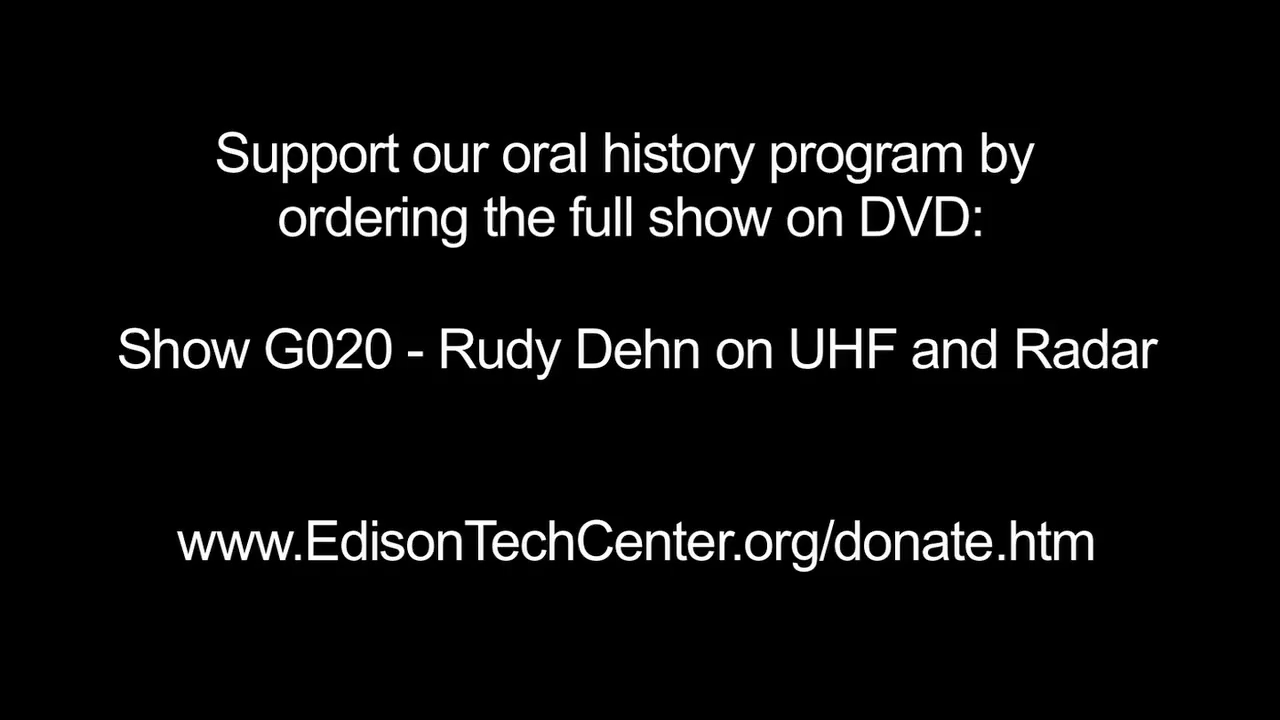 Support our oral history program by
ordering the full show on DVD:
Show G020 - Rudy Dehn on UHF and Radar
www.EdisonTechCenter.org/donate.htm